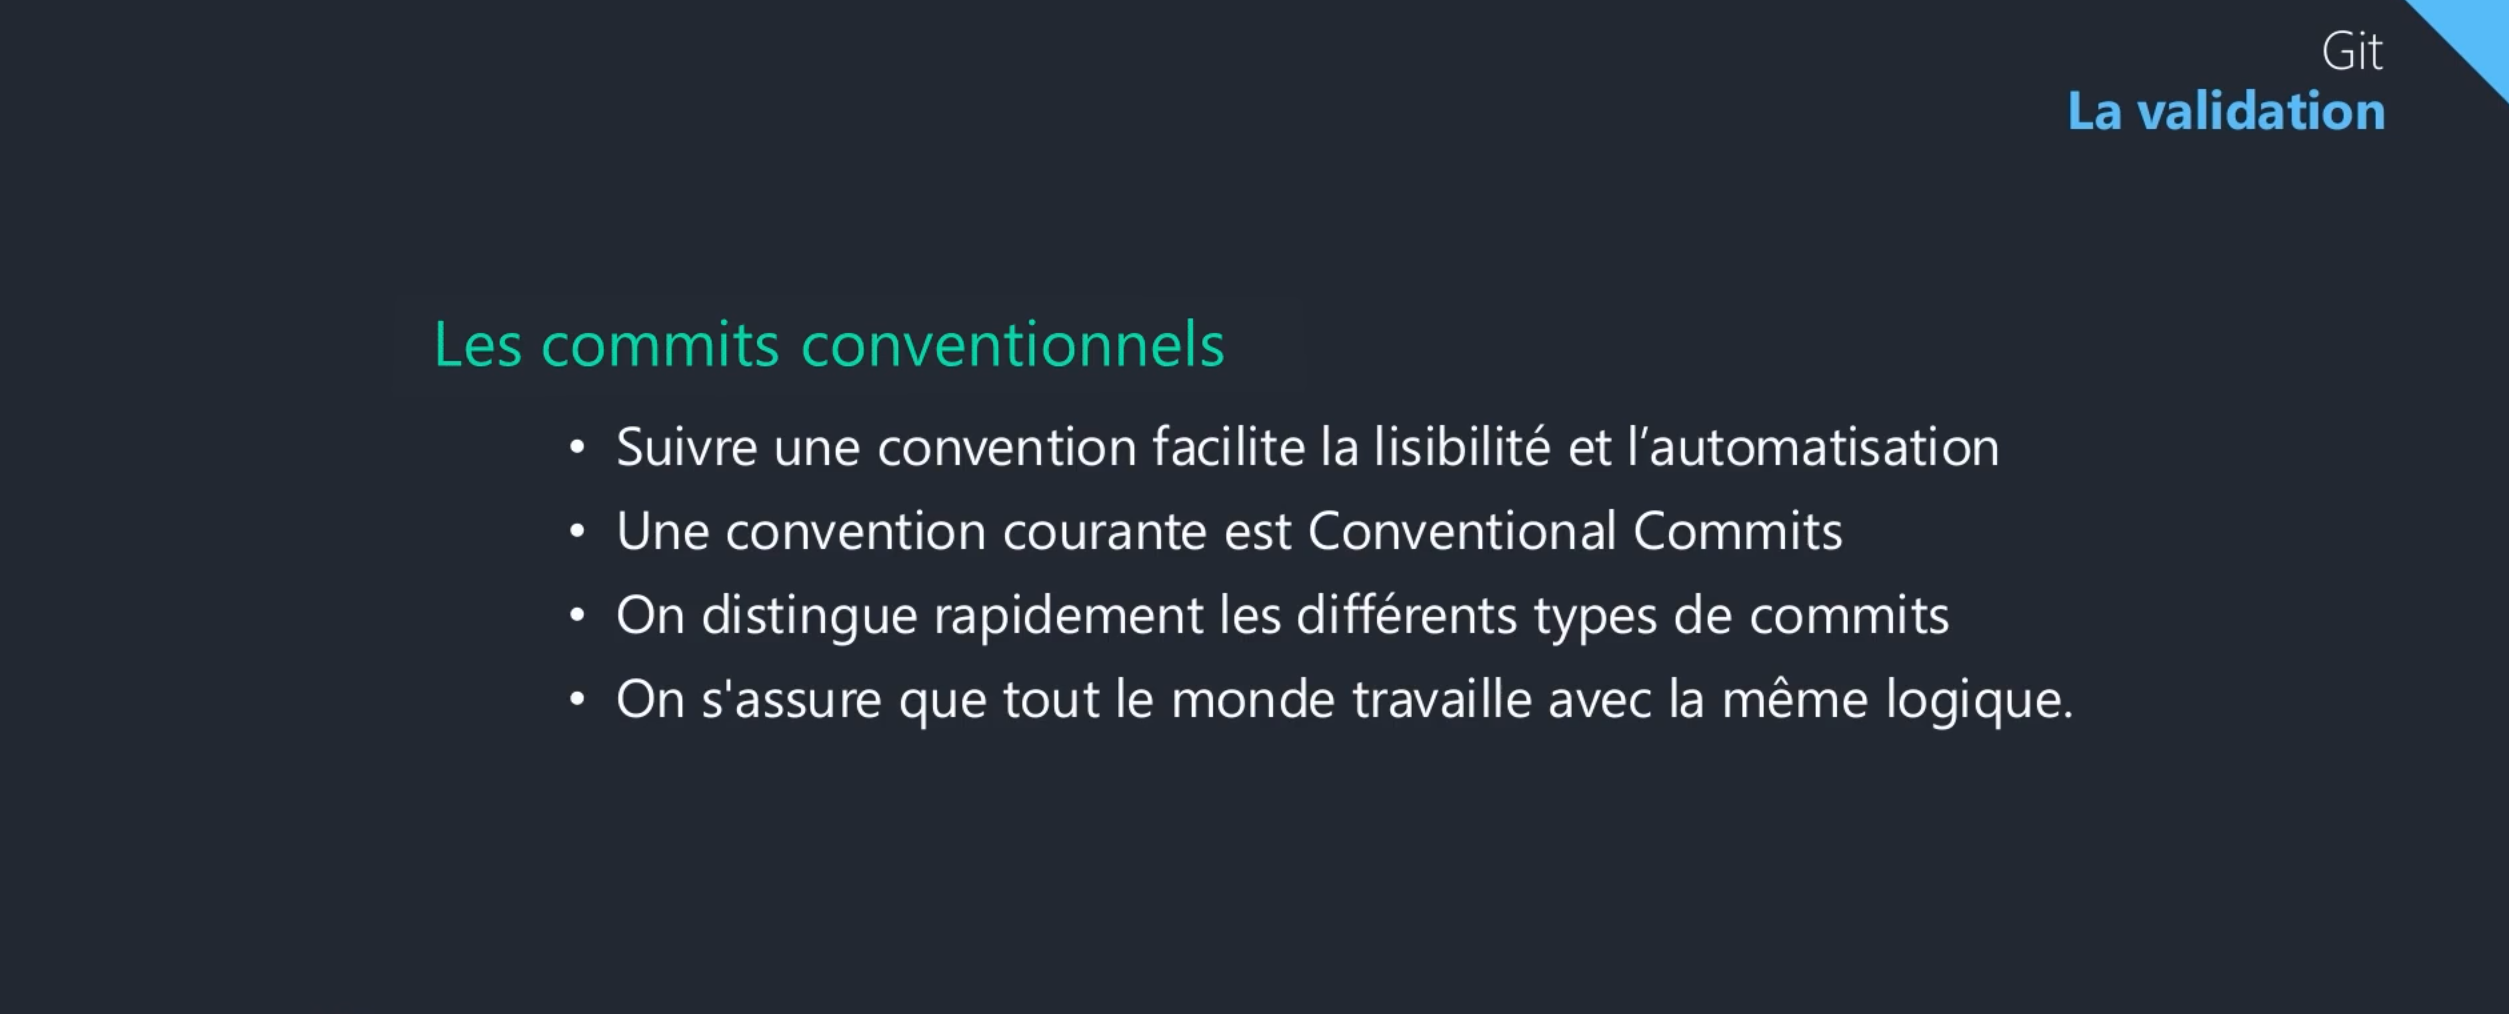 Git
La validation
Les commits conventionnels
• Suivre une convention facilite la lisibilité et l’automatisation
• Une convention courante est Conventional Commits
• On distingue rapidement les différents types de commits
• On s'assure que tout le monde travaille avec la même logique.